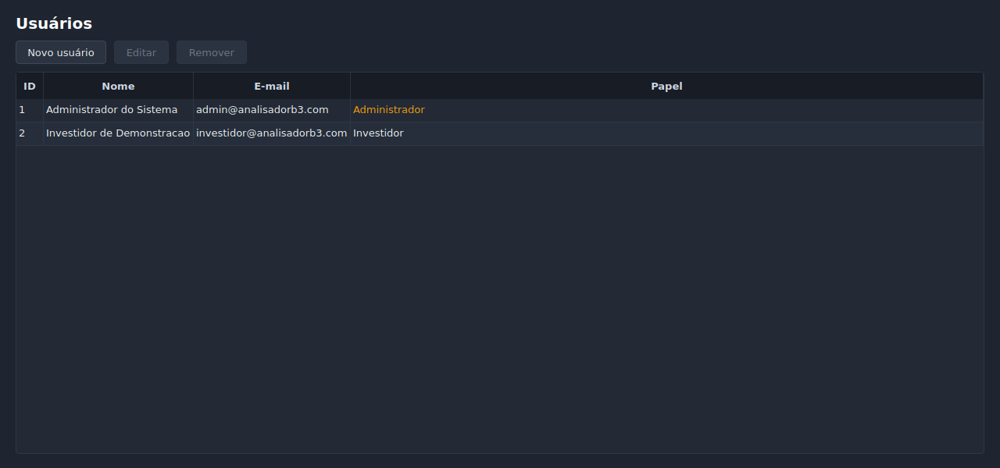 Usuários
Novo usuário Editar Remover
ID Nome E-mail Papel
1 Administrador do Sistema admin@analisadorb3.com Administrador
2 Investidor de Demonstracao investidor@analisadorb3.com Investidor